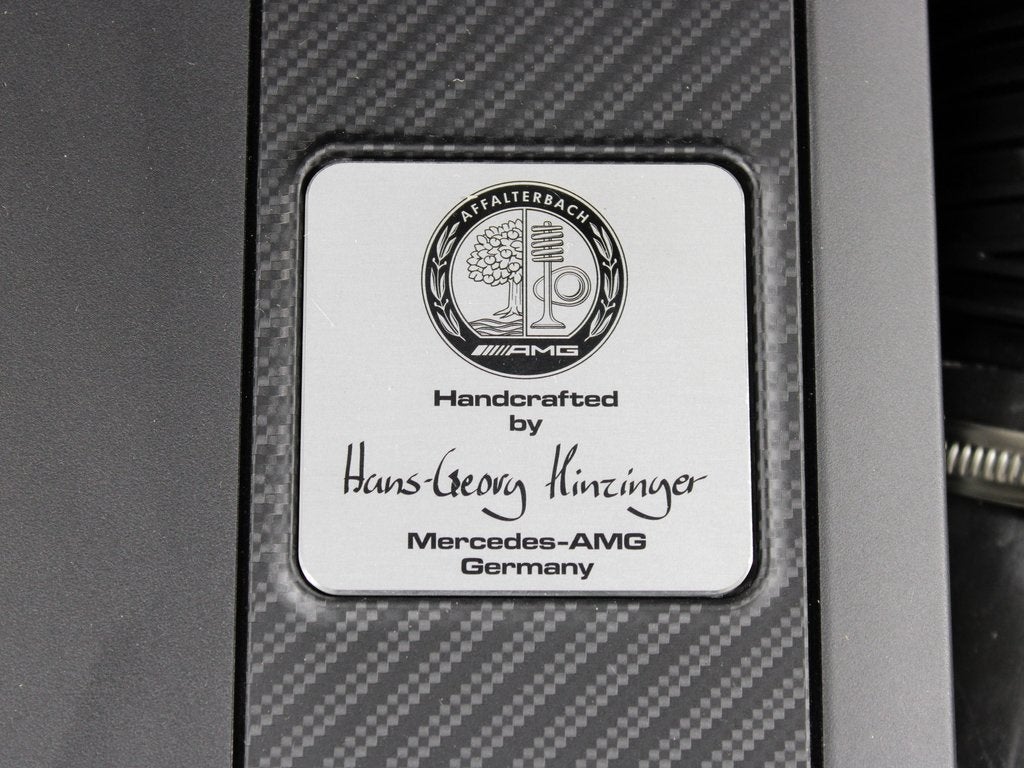 AFFALTERBACH
AMG
Handcrafted
by
Hans-Georg Hinzinger
Mercedes-AMG
Germany